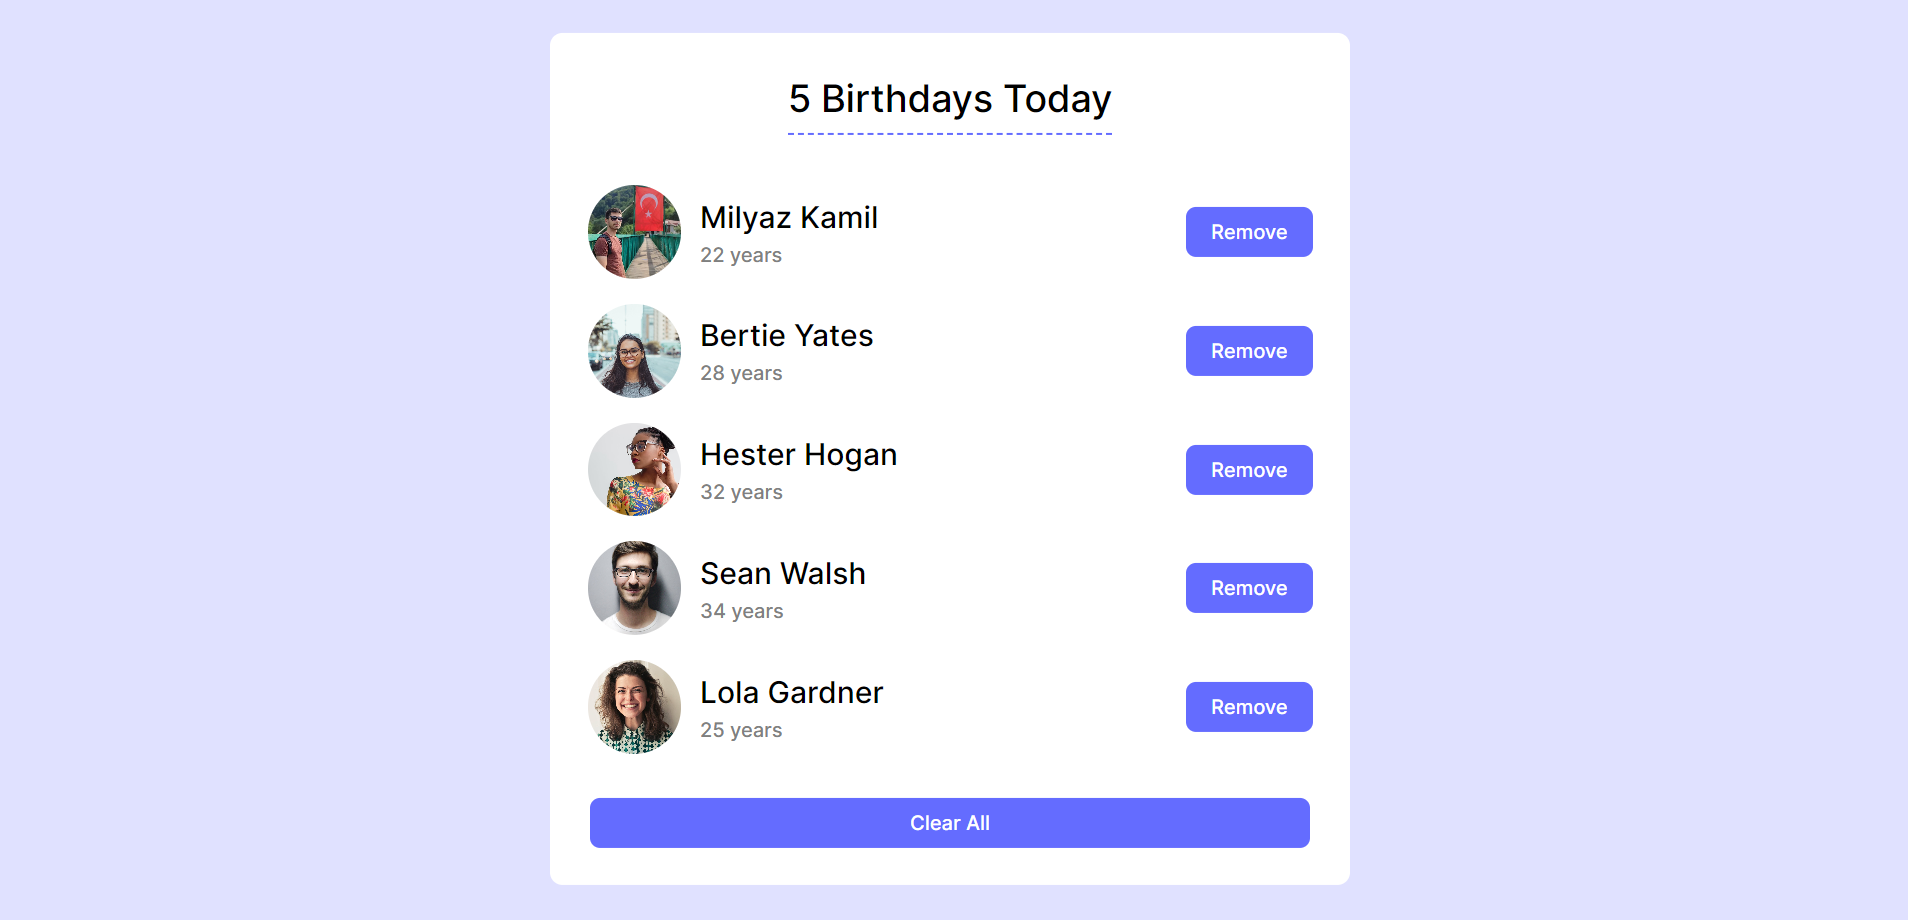 5 Birthdays Today
Milyaz Kamil
22 years
Remove
Bertie Yates
28 years
Remove
Hester Hogan
32 years
Remove
Sean Walsh
34 years
Remove
Lola Gardner
25 years
Remove
Clear All